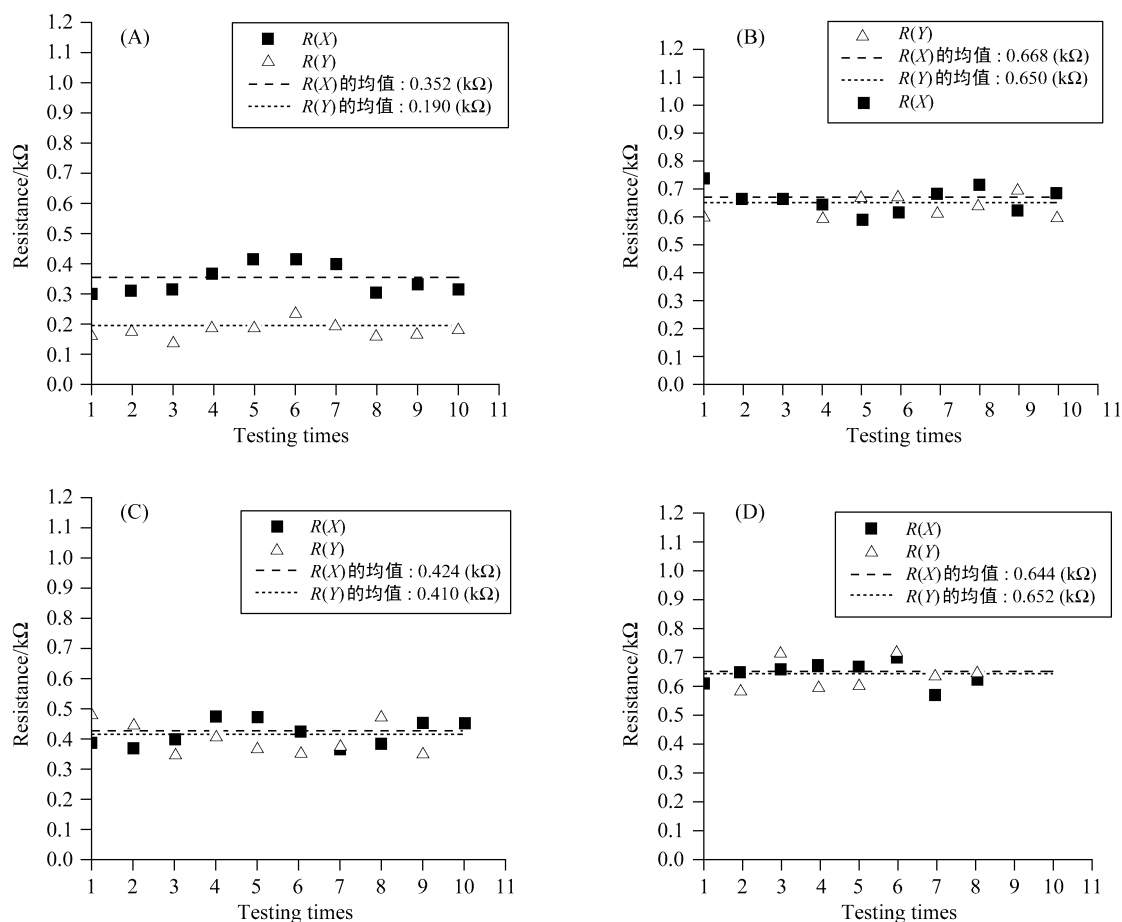 (A)
R(X)
R(Y)
R(X)的均值 : 0.352 (kΩ)
R(Y)的均值 : 0.190 (kΩ)
Resistance/kΩ
1.2
1.1
1.0
0.9
0.8
0.7
0.6
0.5
0.4
0.3
0.2
0.1
0.0
1 2 3 4 5 6 7 8 9 10 11
Testing times
(B)
R(Y)
R(X)的均值 : 0.668 (kΩ)
R(Y)的均值 : 0.650 (kΩ)
R(X)
Resistance/kΩ
1.2
1.1
1.0
0.9
0.8
0.7
0.6
0.5
0.4
0.3
0.2
0.1
0.0
1 2 3 4 5 6 7 8 9 10 11
Testing times
(C)
R(X)
R(Y)
R(X)的均值 : 0.424 (kΩ)
R(Y)的均值 : 0.410 (kΩ)
Resistance/kΩ
1.2
1.1
1.0
0.9
0.8
0.7
0.6
0.5
0.4
0.3
0.2
0.1
0.0
1 2 3 4 5 6 7 8 9 10 11
Testing times
(D)
R(X)
R(Y)
R(X)的均值 : 0.644 (kΩ)
R(Y)的均值 : 0.652 (kΩ)
Resistance/kΩ
1.2
1.1
1.0
0.9
0.8
0.7
0.6
0.5
0.4
0.3
0.2
0.1
0.0
1 2 3 4 5 6 7 8 9 10 11
Testing times